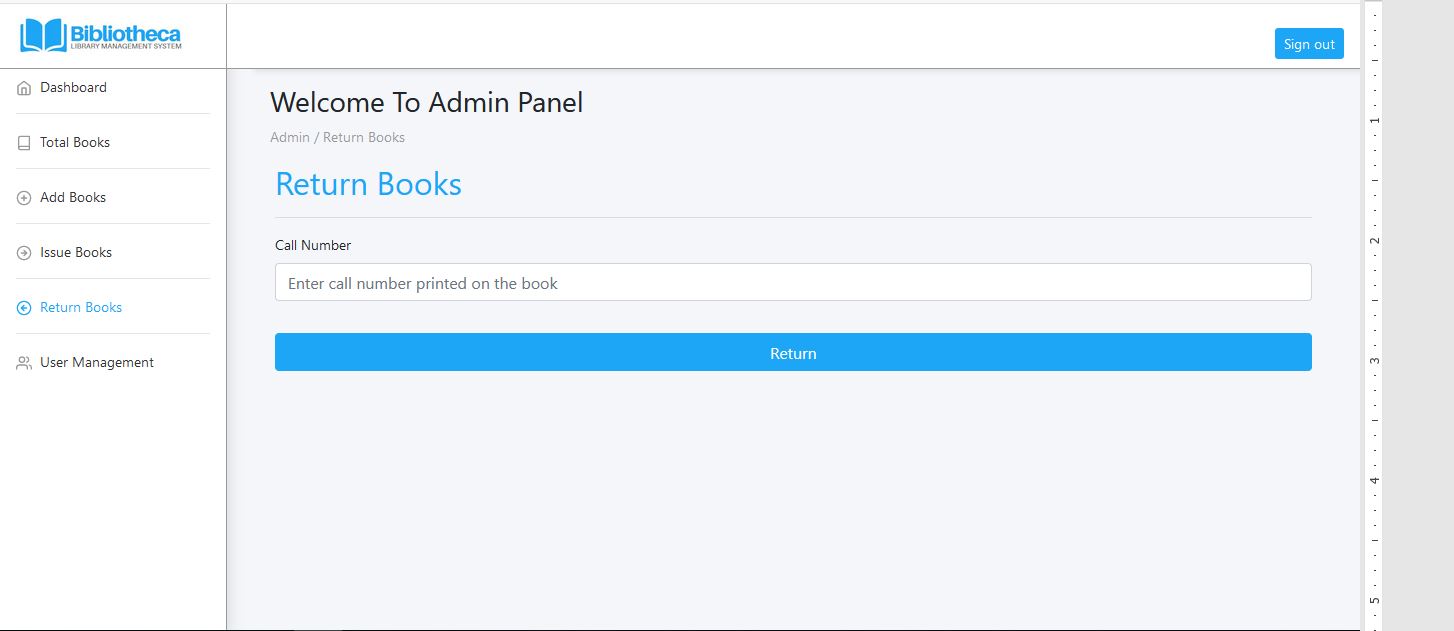 Bibliotheca
LIBRARY MANAGEMENT SYSTEM
Sign out
Dashboard
Total Books
Add Books
Issue Books
Return Books
User Management
Welcome To Admin Panel
Admin / Return Books
Return Books
Call Number
Enter call number printed on the book
Return
1
2
3
4
5